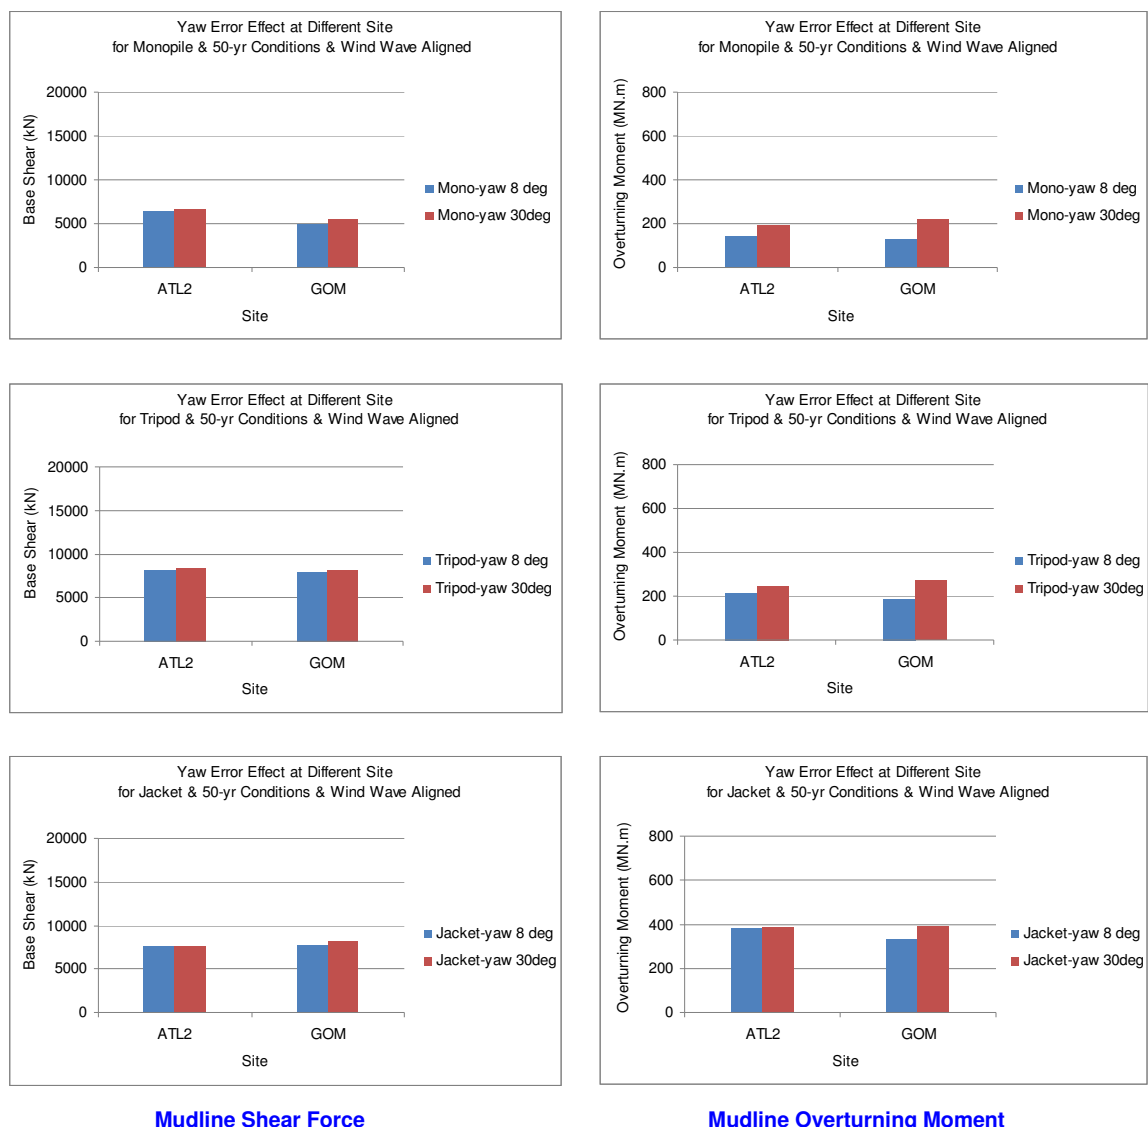 Yaw Error Effect at Different Site
for Monopile & 50-yr Conditions & Wind Wave Aligned
20000
15000
10000
5000
0
Base Shear (kN)
ATL2
GOM
Site
Mono-yaw 8 deg
Mono-yaw 30deg
Yaw Error Effect at Different Site
for Monopile & 50-yr Conditions & Wind Wave Aligned
800
600
400
200
0
Overturning Moment (MN.m)
ATL2
GOM
Site
Mono-yaw 8 deg
Mono-yaw 30deg
Yaw Error Effect at Different Site
for Tripod & 50-yr Conditions & Wind Wave Aligned
20000
15000
10000
5000
0
Base Shear (kN)
ATL2
GOM
Site
Tripod-yaw 8 deg
Tripod-yaw 30deg
Yaw Error Effect at Different Site
for Tripod & 50-yr Conditions & Wind Wave Aligned
800
600
400
200
0
Overturning Moment (MN.m)
ATL2
GOM
Site
Tripod-yaw 8 deg
Tripod-yaw 30deg
Yaw Error Effect at Different Site
for Jacket & 50-yr Conditions & Wind Wave Aligned
20000
15000
10000
5000
0
Base Shear (kN)
ATL2
GOM
Site
Jacket-yaw 8 deg
Jacket-yaw 30deg
Yaw Error Effect at Different Site
for Jacket & 50-yr Conditions & Wind Wave Aligned
800
600
400
200
0
Overturning Moment (MN.m)
ATL2
GOM
Site
Jacket-yaw 8 deg
Jacket-yaw 30deg
Mudline Shear Force
Mudline Overturning Moment